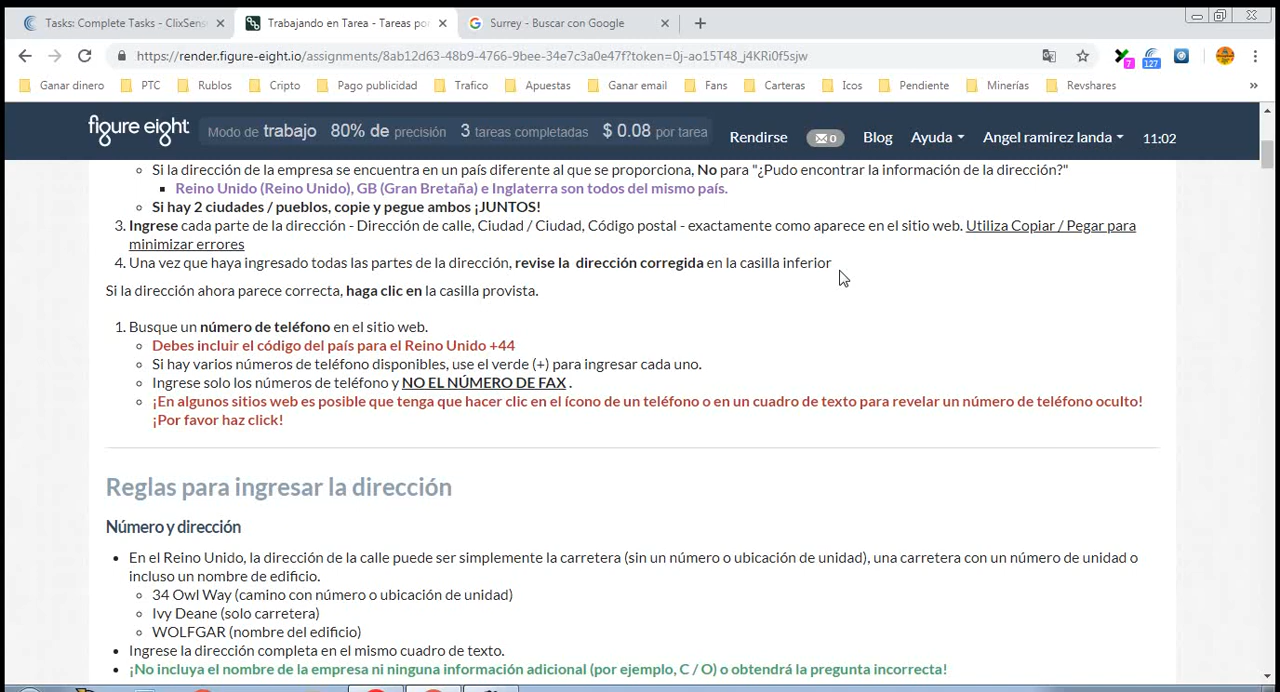 Tasks: Complete Tasks - ClixSens
Trabajando en Tarea - Tareas por
Surrey - Buscar con Google
https://render.figure-eight.io/assignments/8ab12d63-48b9-4766-9bee-34e7c3a0e47f?token=0j-ao15T48_j4KRi0f5sjw
7
127
Ganar dinero PTC Rublos Cripto Pago publicidad Trafico Apuestas Ganar email Fans Carteras Icos Pendiente Minerías Revshares »
figure eight Modo de trabajo 80% de precisión 3 tareas completadas $ 0.08 por tarea Rendirse 0 Blog Ayuda Angel ramirez landa 11:02
Si la dirección de la empresa se encuentra en un país diferente al que se proporciona, No para "¿Pudo encontrar la información de la dirección?"
Reino Unido (Reino Unido), GB (Gran Bretaña) e Inglaterra son todos del mismo país.
Si hay 2 ciudades / pueblos, copie y pegue ambos ¡JUNTOS!
3. Ingrese cada parte de la dirección - Dirección de calle, Ciudad / Ciudad, Código postal - exactamente como aparece en el sitio web. Utiliza Copiar / Pegar para
minimizar errores
4. Una vez que haya ingresado todas las partes de la dirección, revise la dirección corregida en la casilla inferior
Si la dirección ahora parece correcta, haga clic en la casilla provista.
1. Busque un número de teléfono en el sitio web.
Debes incluir el código del país para el Reino Unido +44
Si hay varios números de teléfono disponibles, use el verde (+) para ingresar cada uno.
Ingrese solo los números de teléfono y NO EL NÚMERO DE FAX .
¡En algunos sitios web es posible que tenga que hacer clic en el ícono de un teléfono o en un cuadro de texto para revelar un número de teléfono oculto!
¡Por favor haz click!
Reglas para ingresar la dirección
Número y dirección
En el Reino Unido, la dirección de la calle puede ser simplemente la carretera (sin un número o ubicación de unidad), una carretera con un número de unidad o
incluso un nombre de edificio.
34 Owl Way (camino con número o ubicación de unidad)
Ivy Deane (solo carretera)
WOLFGAR (nombre del edificio)
Ingrese la dirección completa en el mismo cuadro de texto.
¡No incluya el nombre de la empresa ni ninguna información adicional (por ejemplo, C / O) o obtendrá la pregunta incorrecta!